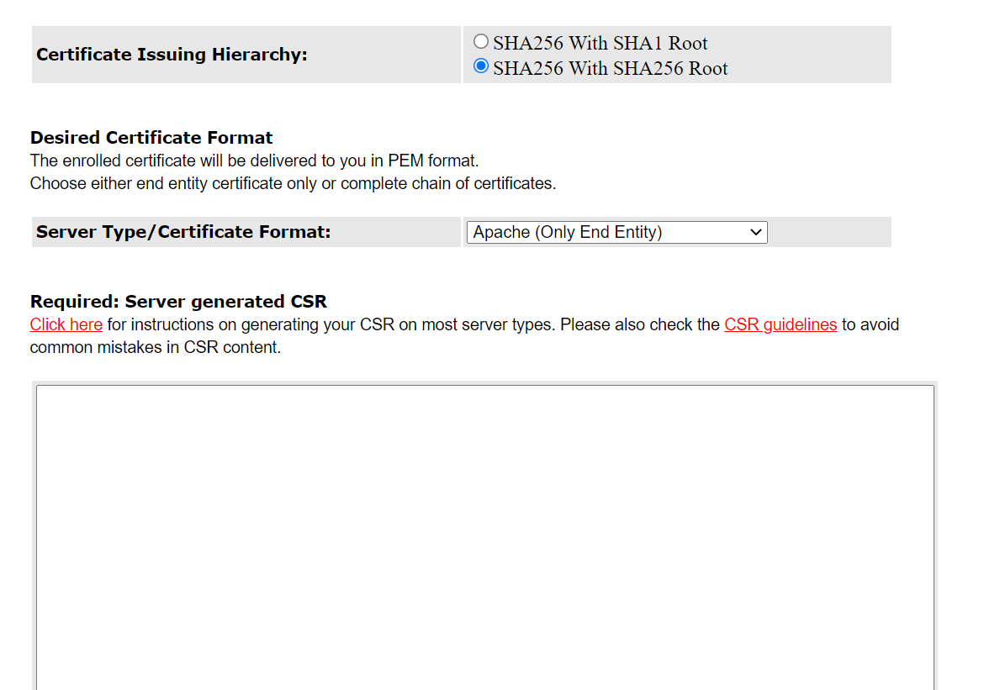 Certificate Issuing Hierarchy:
SHA256 With SHA1 Root
SHA256 With SHA256 Root
Desired Certificate Format
The enrolled certificate will be delivered to you in PEM format.
Choose either end entity certificate only or complete chain of certificates.
Server Type/Certificate Format:
Apache (Only End Entity)
Required: Server generated CSR
Click here for instructions on generating your CSR on most server types. Please also check the CSR guidelines to avoid
common mistakes in CSR content.